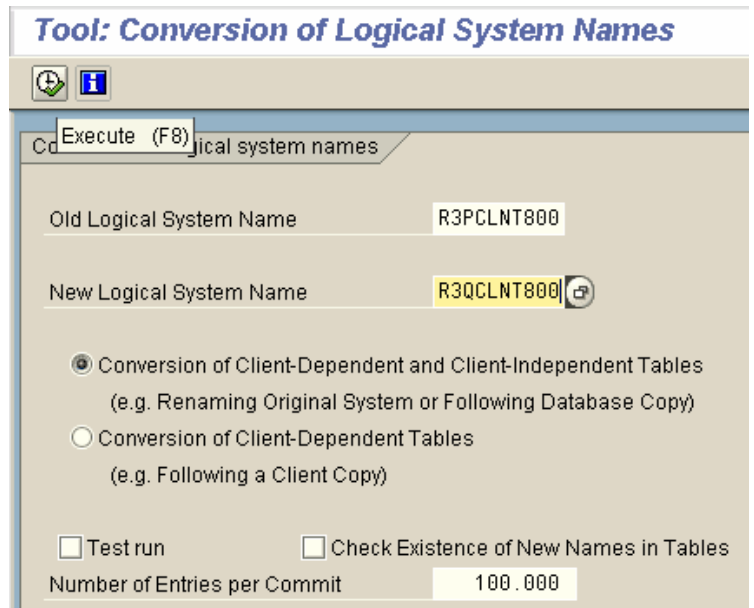 Tool: Conversion of Logical System Names
Execute (F8)
gical system names
Old Logical System Name R3PCLNT800
New Logical System Name R3QCLNT800
Conversion of Client-Dependent and Client-Independent Tables
(e.g. Renaming Original System or Following Database Copy)
Conversion of Client-Dependent Tables
(e.g. Following a Client Copy)
Test run Check Existence of New Names in Tables
Number of Entries per Commit 100.000